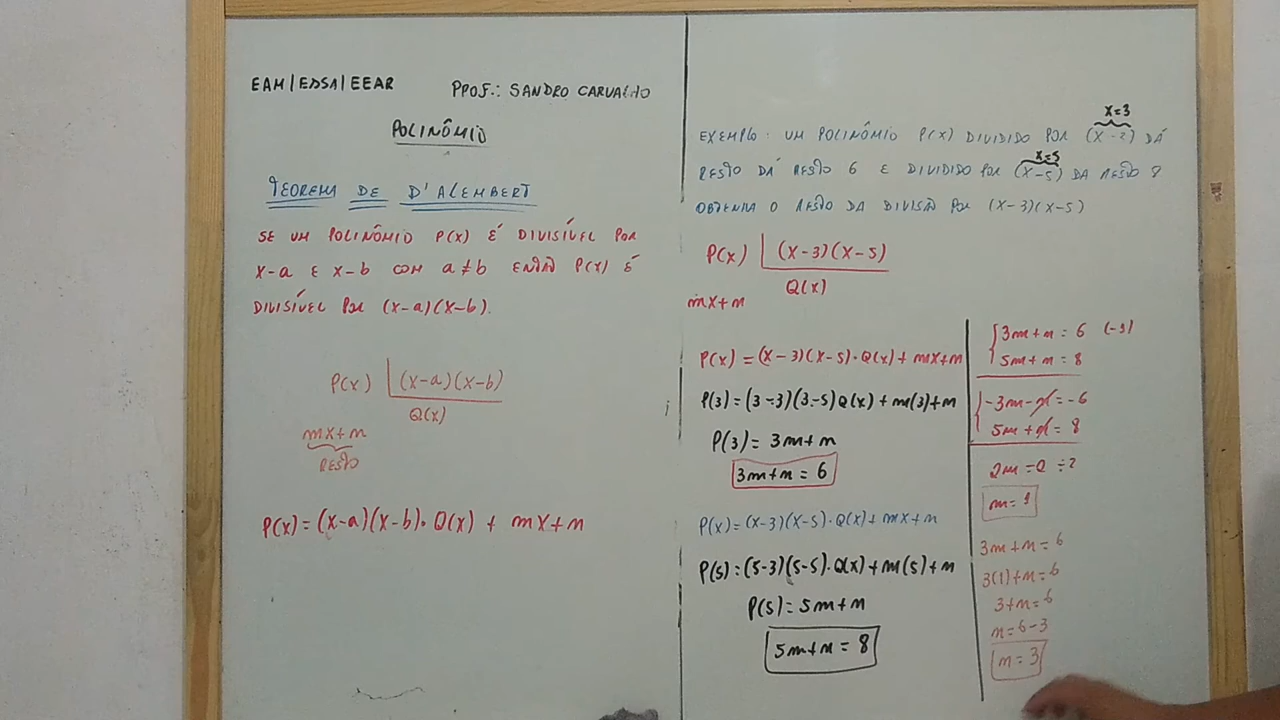 EAM/EDSA/EEAR PROF.: SANDRO CARVALHO
POLINÔMIO
TEOREMA DE D'ALEMBERT
SE UM POLINÔMIO P(X) É DIVISÍVEL POR
X-a E X-b COM a≠b ENTÃO P(X) É
DIVISÍVEL POR (X-a)(X-b).
P(X) (X-a)(X-b)
Q(X)
mX+n
RESTO
P(X)=(X-a)(X-b).Q(X) + mX+n
X=3
EXEMPLO: UM POLINÔMIO P(X) DIVIDIDO POR (X-3) DÁ
X=5
RESTO DÁ RESTO 6 E DIVIDIDO POR (X-5) DA RESTO 8
OBTENHA O RESTO DA DIVISÃO POR (X-3)(X-5)
P(X) (X-3)(X-5)
Q(X)
mX+n
P(X)=(X-3)(X-5).Q(X)+mX+n
P(3)=(3-3)(3-5)Q(X)+m(3)+n
P(3)=3m+n
3m+n=6
P(X)=(X-3)(X-5).Q(X)+mX+n
P(5)=(5-3)(5-5).Q(X)+m(5)+n
P(5)=5m+n
5m+n=8
3m+n=6 (-1)
5m+n=8
-3m-n=-6
5m+n=8
2m=2 ÷2
m=1
3m+n=6
3(1)+n=6
3+n=6
n=6-3
n=3